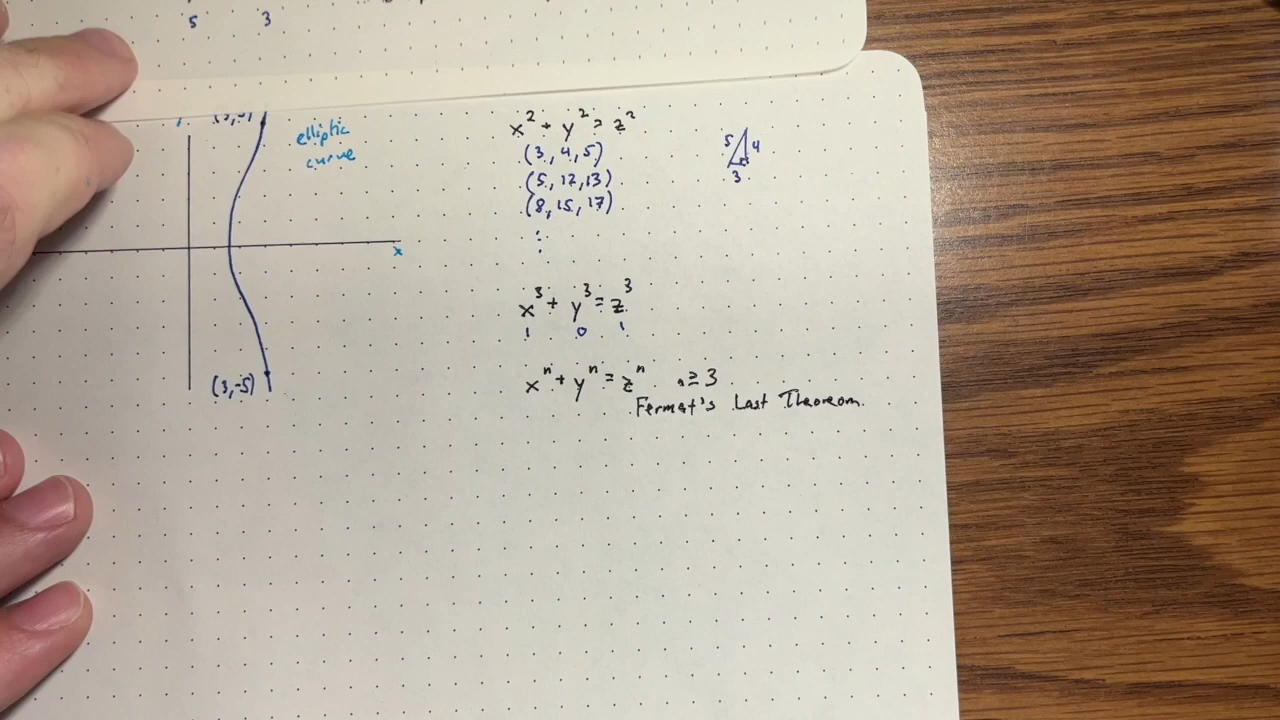 5 3
elliptic
curve
x
(3,-5)
x² + y² = z²
(3, 4, 5)
(5, 12, 13)
(8, 15, 17)
⋮
5 4
3
x³ + y³ = z³
1 0 1
xⁿ + yⁿ = zⁿ n ≥ 3
Fermat's Last Theorem.